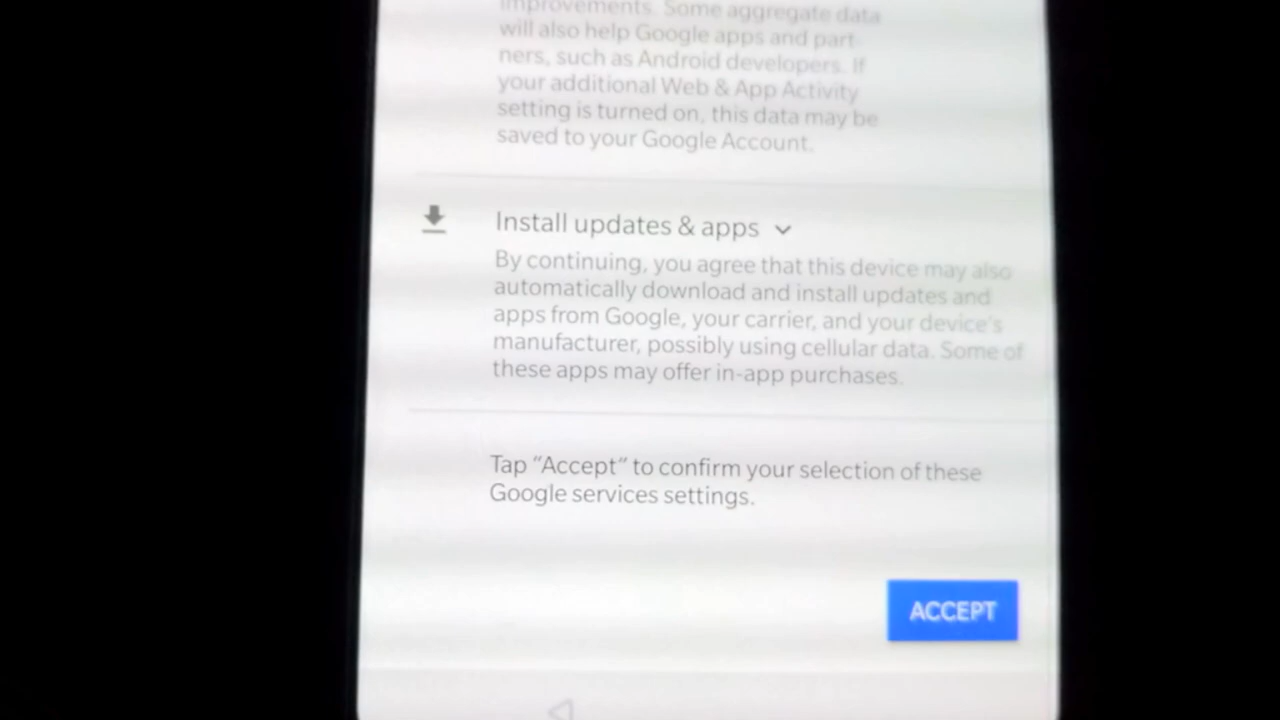 improvements. Some aggregate data
will also help Google apps and part-
ners, such as Android developers. If
your additional Web & App Activity
setting is turned on, this data may be
saved to your Google Account.
Install updates & apps
By continuing, you agree that this device may also
automatically download and install updates and
apps from Google, your carrier, and your device's
manufacturer, possibly using cellular data. Some of
these apps may offer in-app purchases.
Tap “Accept” to confirm your selection of these
Google services settings.
ACCEPT